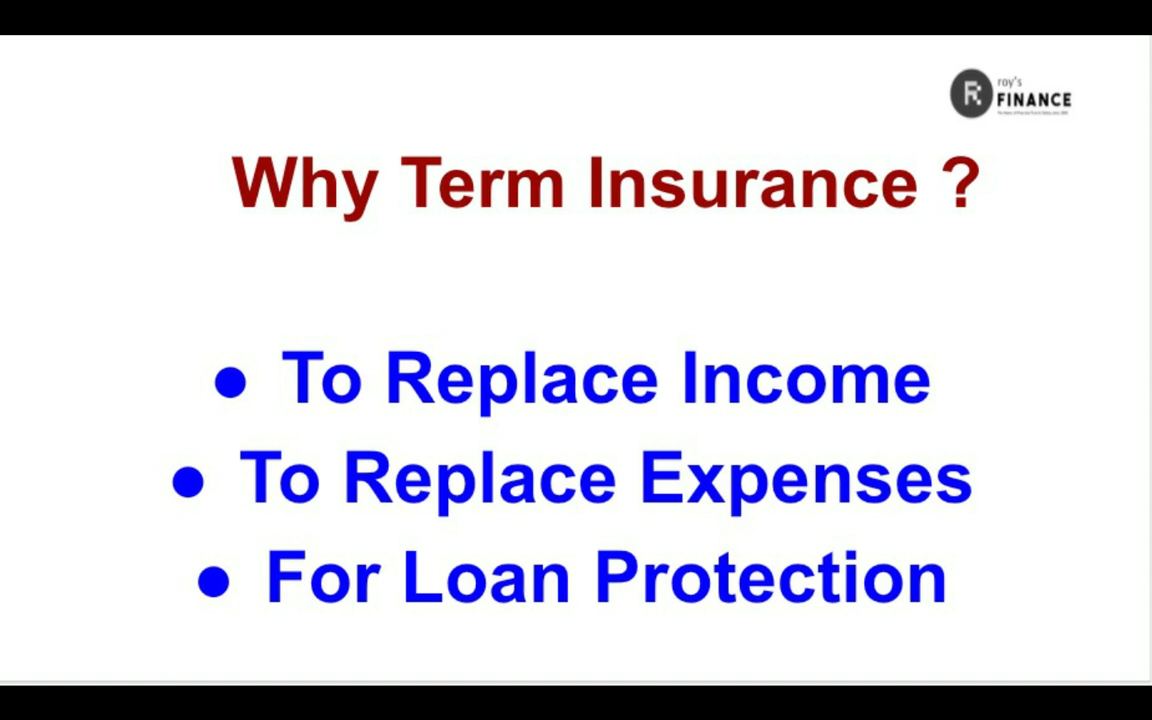 roy's
FINANCE
Why Term Insurance ?
● To Replace Income
● To Replace Expenses
● For Loan Protection